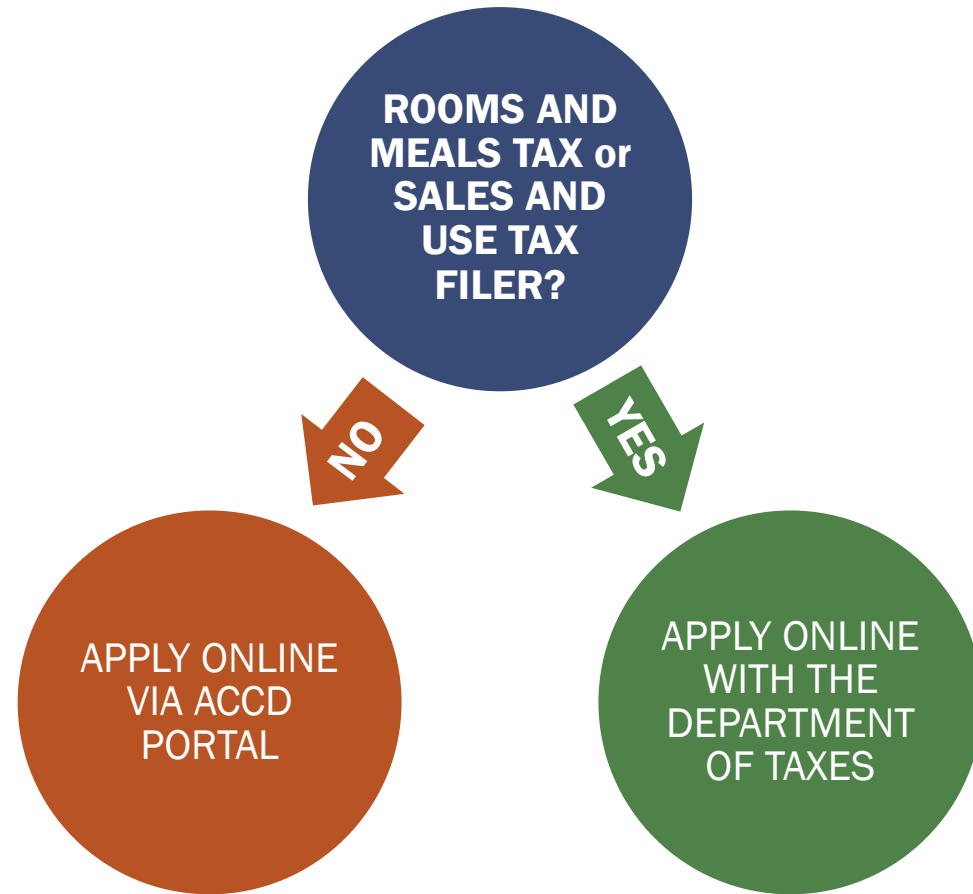 ROOMS AND
MEALS TAX or
SALES AND
USE TAX
FILER?
NO
YES
APPLY ONLINE
VIA ACCD
PORTAL
APPLY ONLINE
WITH THE
DEPARTMENT
OF TAXES